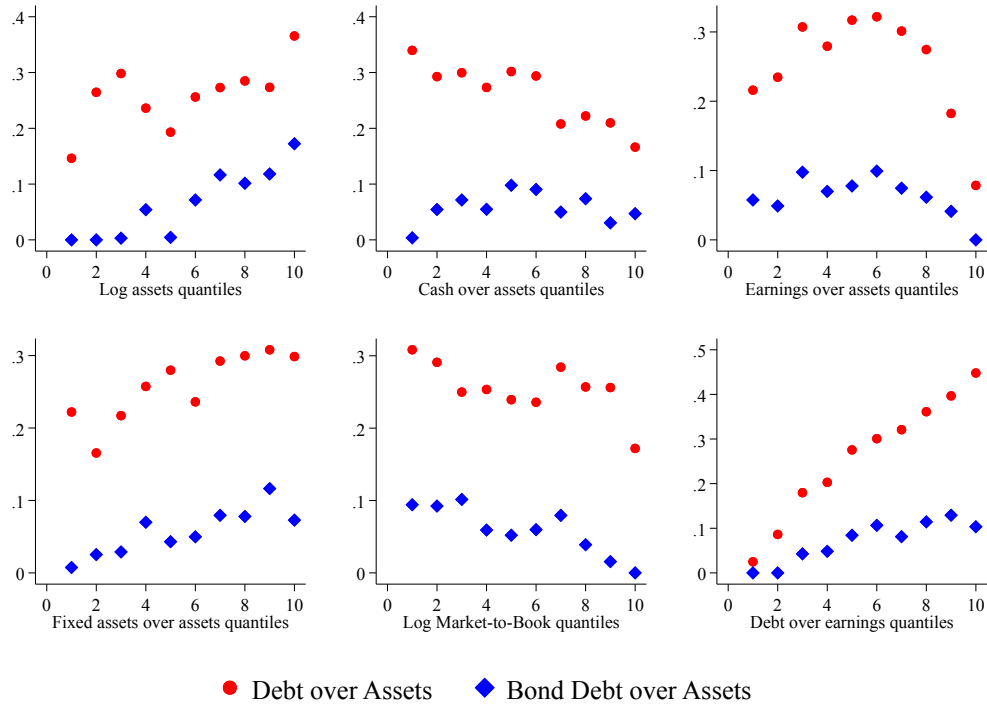 .4
.3
.2
.1
0
0 2 4 6 8 10
Log assets quantiles
.4
.3
.2
.1
0
0 2 4 6 8 10
Cash over assets quantiles
.3
.2
.1
0
0 2 4 6 8 10
Earnings over assets quantiles
.3
.2
.1
0
0 2 4 6 8 10
Fixed assets over assets quantiles
.3
.2
.1
0
0 2 4 6 8 10
Log Market-to-Book quantiles
.5
.4
.3
.2
.1
0
0 2 4 6 8 10
Debt over earnings quantiles
Debt over Assets Bond Debt over Assets